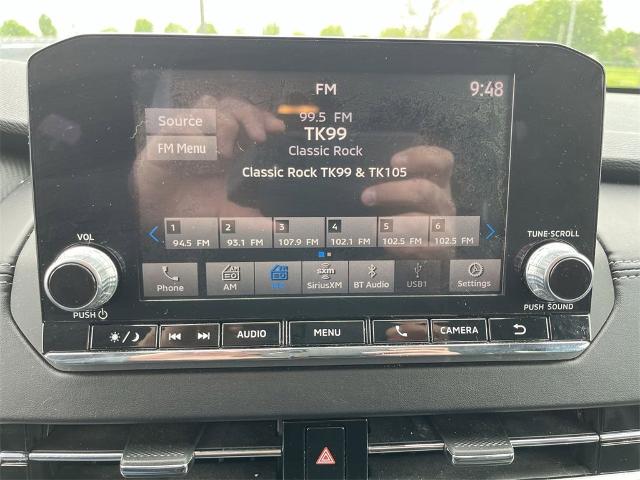 FM
9:48
Source
99.5 FM
TK99
FM Menu
Classic Rock
Classic Rock TK99 & TK105
1 2 3 4 5 6
94.5 FM 93.1 FM 107.9 FM 102.1 FM 102.5 FM 102.5 FM
VOL
TUNE·SCROLL
Phone AM FM SiriusXM BT Audio USB1 Settings
sxm
PUSH
PUSH SOUND
AUDIO MENU CAMERA